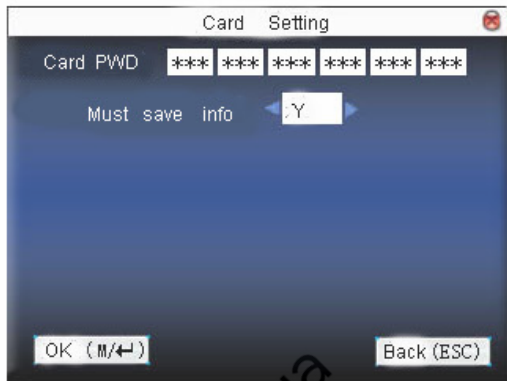 Card Setting
Card PWD *** *** *** *** *** ***
Must save info Y
OK (M/↵)
Back (ESC)